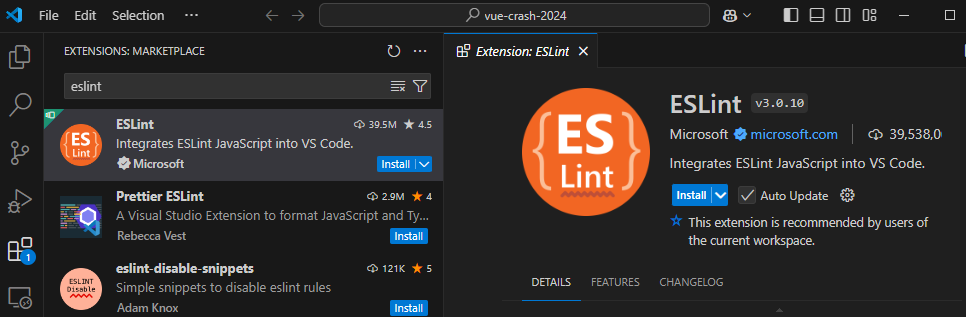 File Edit Selection ··· vue-crash-2024
EXTENSIONS: MARKETPLACE ···
eslint
ESLint 39.5M ★ 4.5
Integrates ESLint JavaScript into VS Code.
Microsoft Install
Prettier ESLint 2.9M ★ 4
A Visual Studio Extension to format JavaScript and Ty...
Rebecca Vest Install
eslint-disable-snippets 121K ★ 5
Simple snippets to disable eslint rules
Adam Knox Install
ES
Lint
ESLINT
Disable
1
Extension: ESLint
{ES
Lint}
ESLint v3.0.10
Microsoft microsoft.com 39,538,0
Integrates ESLint JavaScript into VS Code.
Install Auto Update
This extension is recommended by users of
the current workspace.
DETAILS FEATURES CHANGELOG